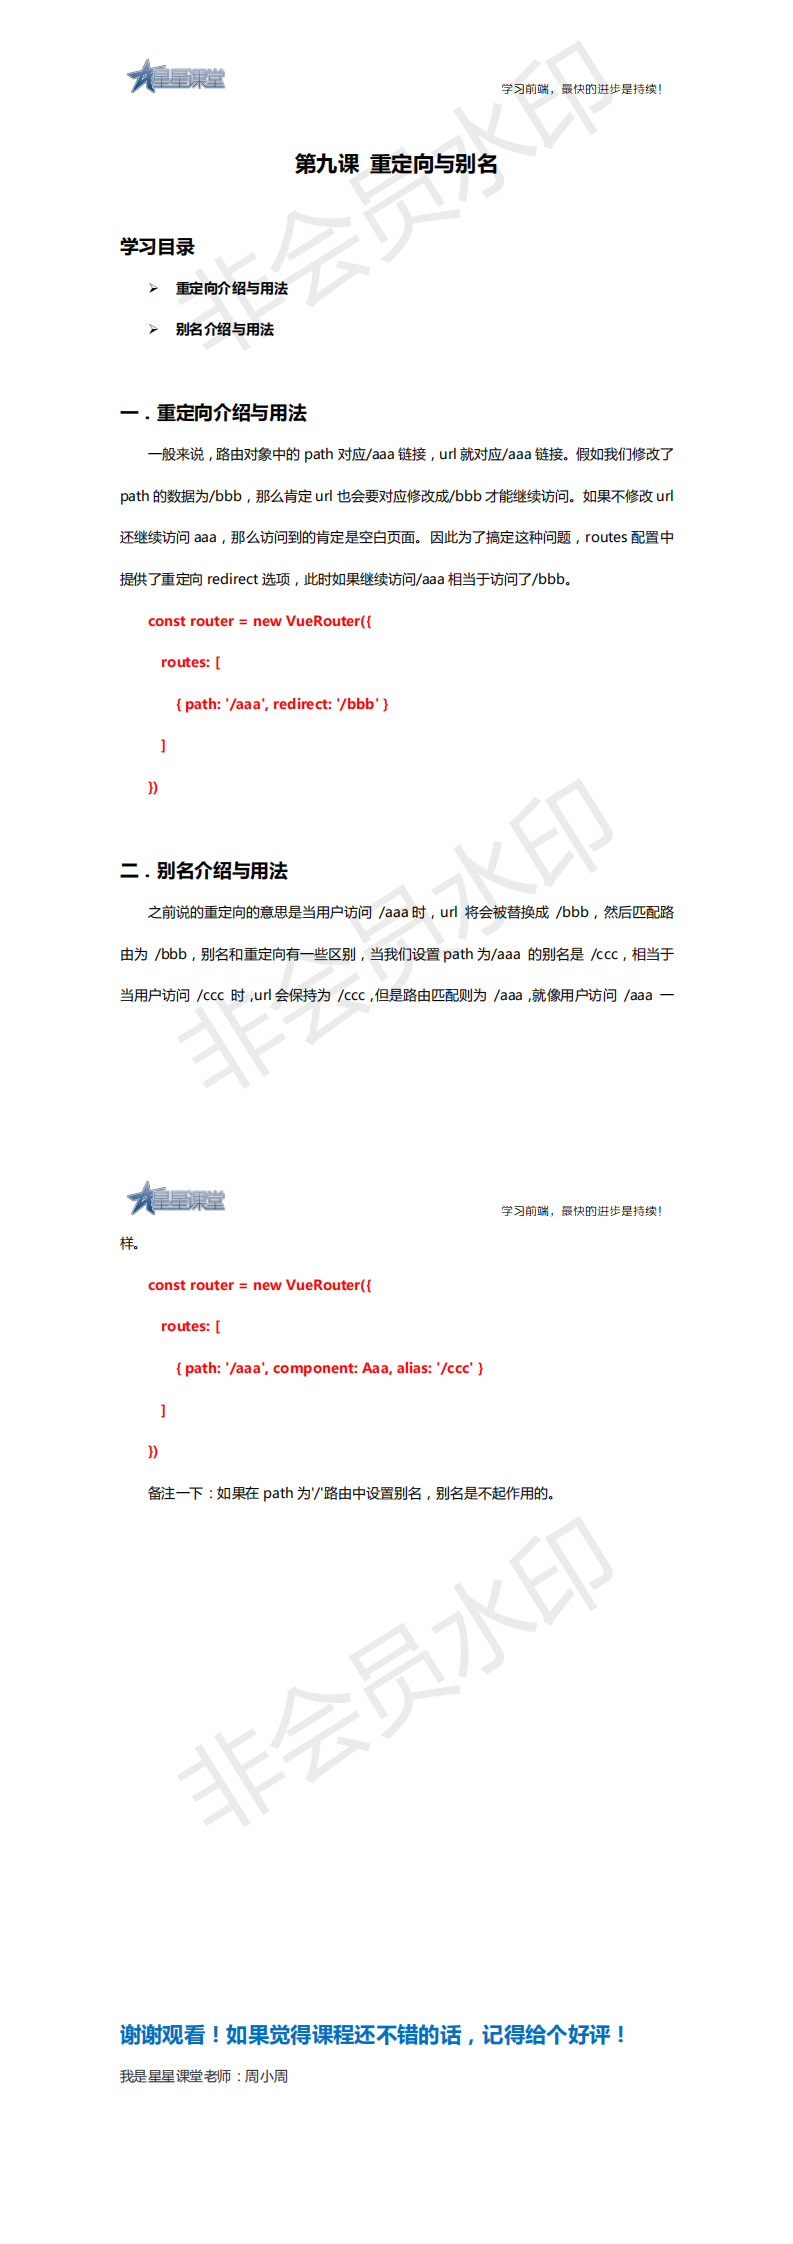 星星课堂
学习前端，最快的进步是持续！
第九课 重定向与别名
学习目录
➢ 重定向介绍与用法
➢ 别名介绍与用法
一．重定向介绍与用法
一般来说，路由对象中的 path 对应/aaa 链接，url 就对应/aaa 链接。假如我们修改了
path 的数据为/bbb，那么肯定 url 也会要对应修改成/bbb 才能继续访问。如果不修改 url
还继续访问 aaa，那么访问到的肯定是空白页面。因此为了搞定这种问题，routes 配置中
提供了重定向 redirect 选项，此时如果继续访问/aaa 相当于访问了/bbb。
const router = new VueRouter({
routes: [
{ path: '/aaa', redirect: '/bbb' }
]
})
二．别名介绍与用法
之前说的重定向的意思是当用户访问 /aaa 时，url 将会被替换成 /bbb，然后匹配路
由为 /bbb，别名和重定向有一些区别，当我们设置 path 为/aaa 的别名是 /ccc，相当于
当用户访问 /ccc 时，url 会保持为 /ccc，但是路由匹配则为 /aaa，就像用户访问 /aaa 一
非会员水印
非会员水印
星星课堂
学习前端，最快的进步是持续！
样。
const router = new VueRouter({
routes: [
{ path: '/aaa', component: Aaa, alias: '/ccc' }
]
})
备注一下：如果在 path 为'/'路由中设置别名，别名是不起作用的。
非会员水印
谢谢观看！如果觉得课程还不错的话，记得给个好评！
我是星星课堂老师：周小周